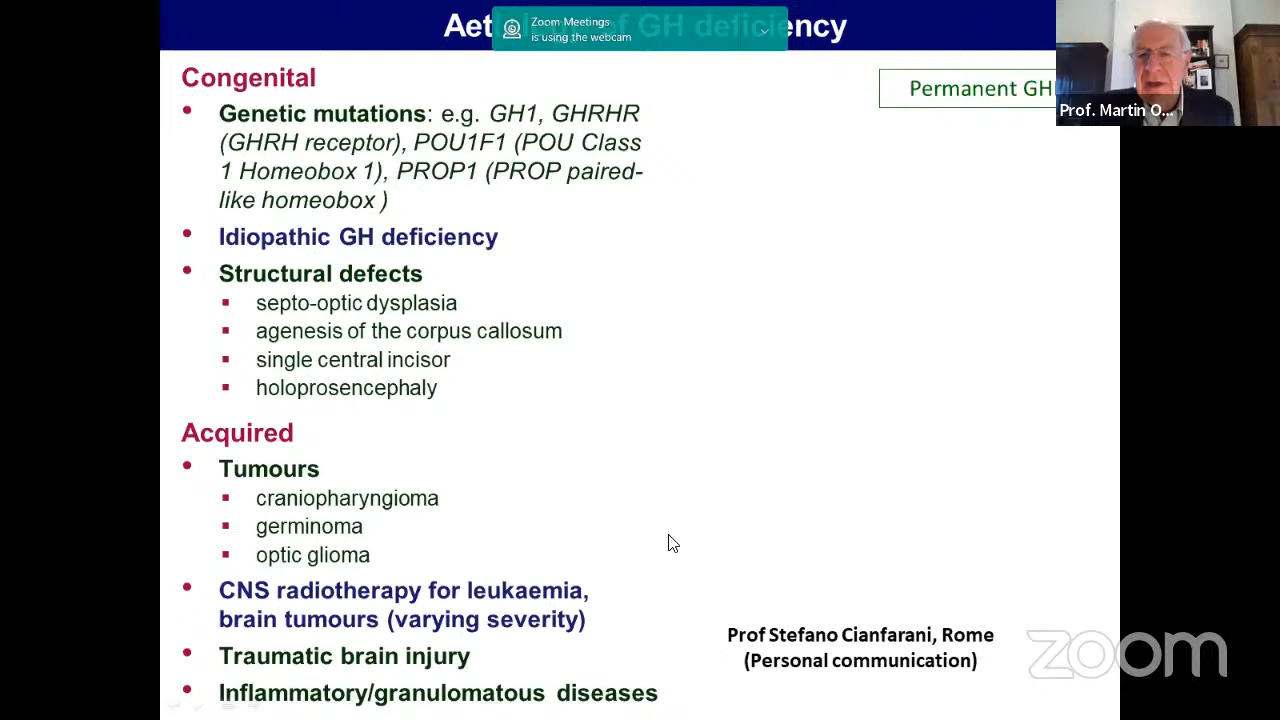 Aet of GH deficiency
Zoom Meetings
is using the webcam
Congenital
Permanent GH
Prof. Martin O...
• Genetic mutations: e.g. GH1, GHRHR
(GHRH receptor), POU1F1 (POU Class
1 Homeobox 1), PROP1 (PROP paired-
like homeobox )
• Idiopathic GH deficiency
• Structural defects
▪ septo-optic dysplasia
▪ agenesis of the corpus callosum
▪ single central incisor
▪ holoprosencephaly
Acquired
• Tumours
▪ craniopharyngioma
▪ germinoma
▪ optic glioma
• CNS radiotherapy for leukaemia,
brain tumours (varying severity)
• Traumatic brain injury
• Inflammatory/granulomatous diseases
Prof Stefano Cianfarani, Rome
(Personal communication)
zoom